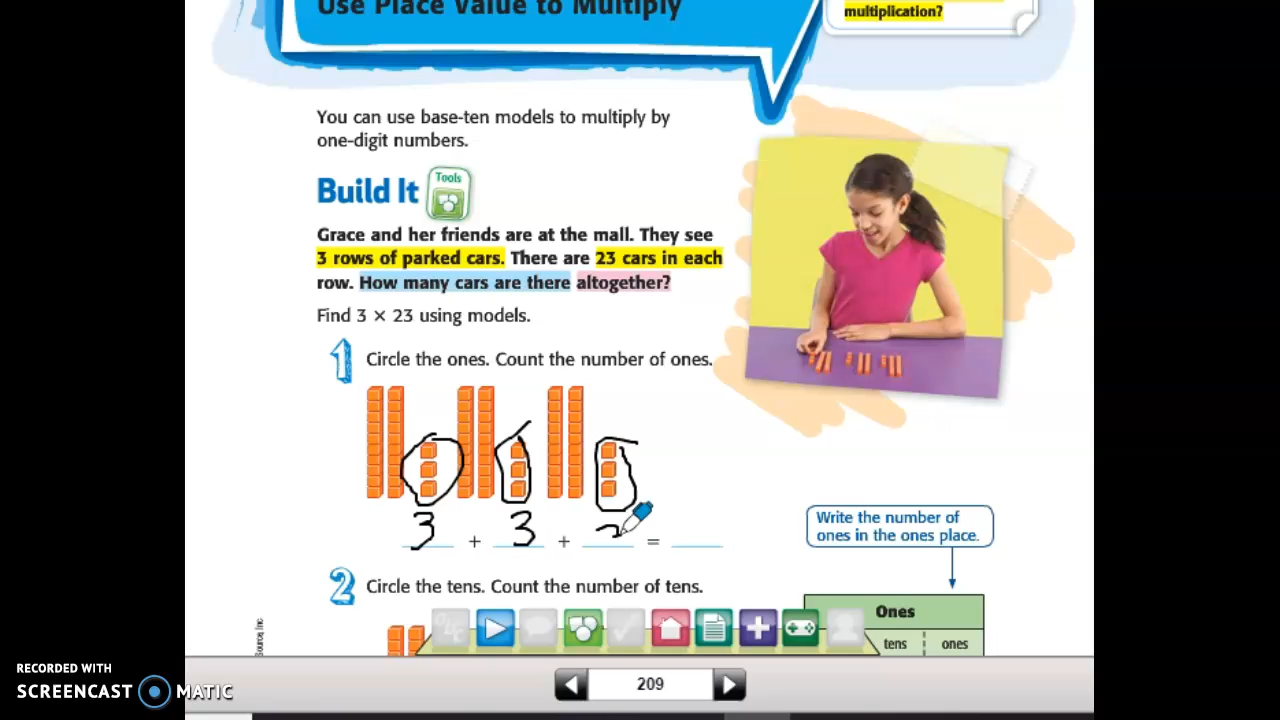 Use Place Value to Multiply
multiplication?
You can use base-ten models to multiply by
one-digit numbers.
Build It
Tools
Grace and her friends are at the mall. They see
3 rows of parked cars. There are 23 cars in each
row. How many cars are there altogether?
Find 3 × 23 using models.
1 Circle the ones. Count the number of ones.
3 + 3 + =
Write the number of
ones in the ones place.
2 Circle the tens. Count the number of tens.
Ones
tens ones
Source, Inc
209
RECORDED WITH
SCREENCAST MATIC